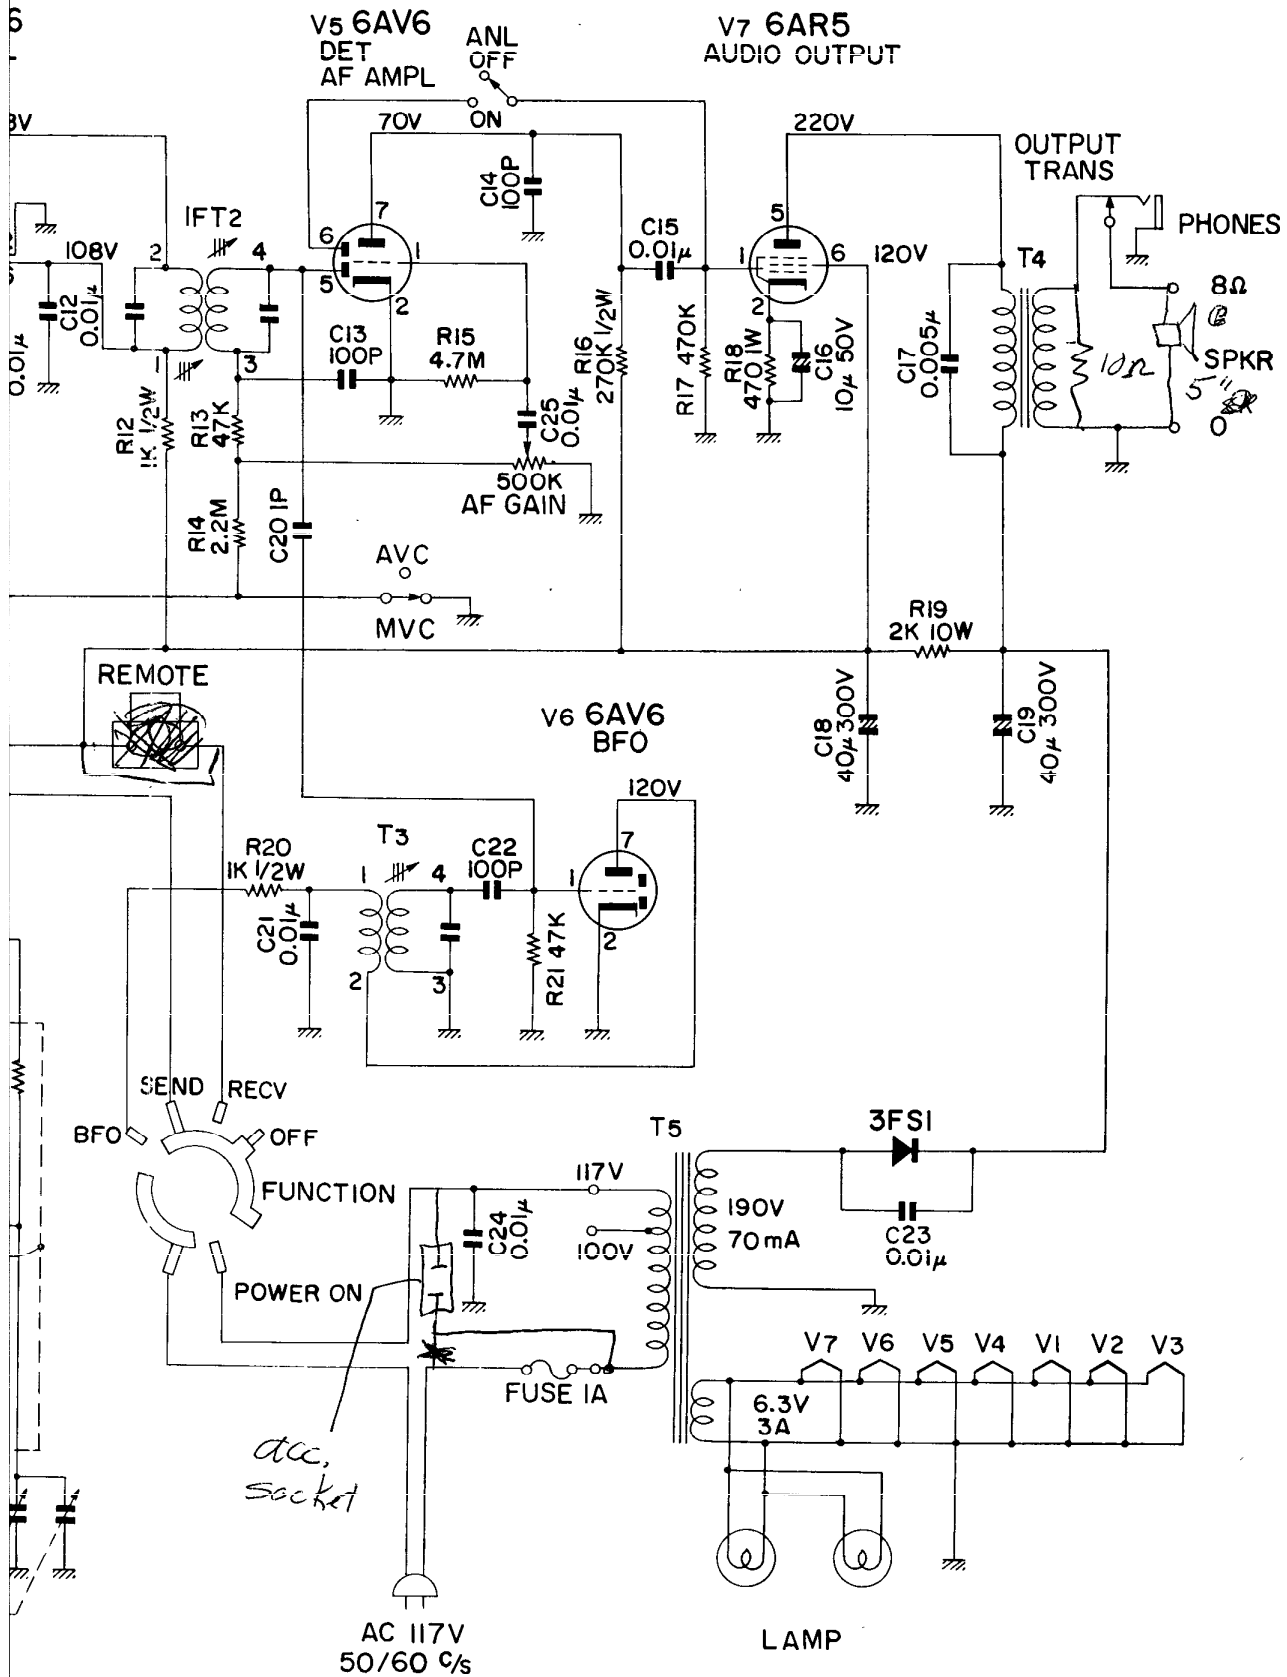 6
V5 6AV6
DET
AF AMPL
ANL
OFF
ON
V7 6AR5
AUDIO OUTPUT
8V
70V
220V
OUTPUT
TRANS
C14
100P
IFT2
7
5
PHONES
6
5
1
2
C15
0.01μ
1
6
2
120V
T4
108V
2
4
1
3
8Ω
SPKR
5"
0
10Ω
C12
0.01μ
0.01μ
C13
100P
R15
4.7M
R16
270K 1/2W
R17 470K
R18
470 1W
C16
10μ 50V
C17
0.005μ
R12
1K 1/2W
R13
47K
C25
0.01μ
500K
AF GAIN
R14
2.2M
C20 1P
AVC
MVC
R19
2K 10W
REMOTE
V6 6AV6
BFO
C18
40μ 300V
C19
40μ 300V
120V
T3
7
R20
1K 1/2W
1
4
C22
100P
1
2
C21
0.01μ
2
3
R21 47K
SEND
RECV
BFO
OFF
FUNCTION
T5
3FS1
117V
190V
70mA
C24
0.01μ
100V
C23
0.01μ
POWER ON
FUSE 1A
V7
V6
V5
V4
V1
V2
V3
6.3V
3A
acc.
socket
AC 117V
50/60 C/s
LAMP